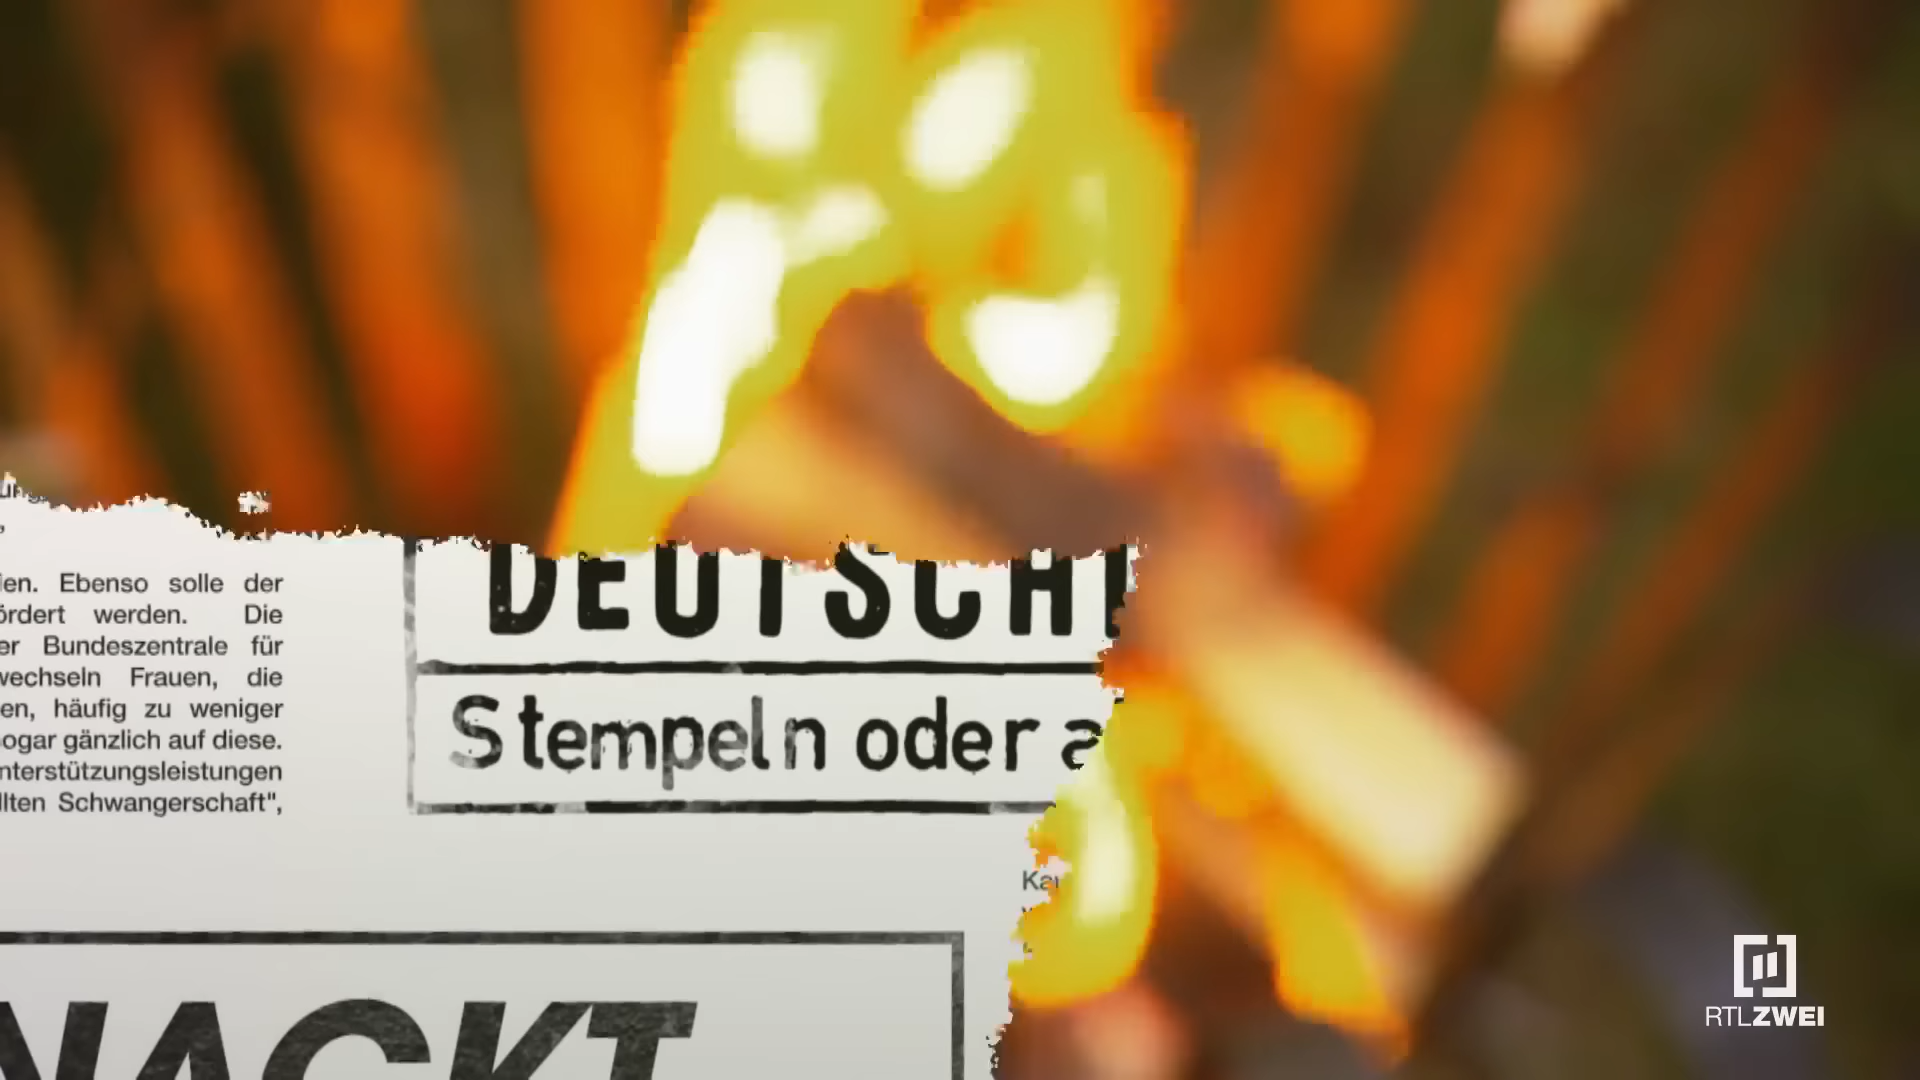 ien. Ebenso solle der
ördert werden. Die
er Bundeszentrale für
wechseln Frauen, die
en, häufig zu weniger
sogar gänzlich auf diese.
nterstützungsleistungen
llten Schwangerschaft",
DEUTSCH
Stempeln oder a
Ka
NACKT
RTLZWEI